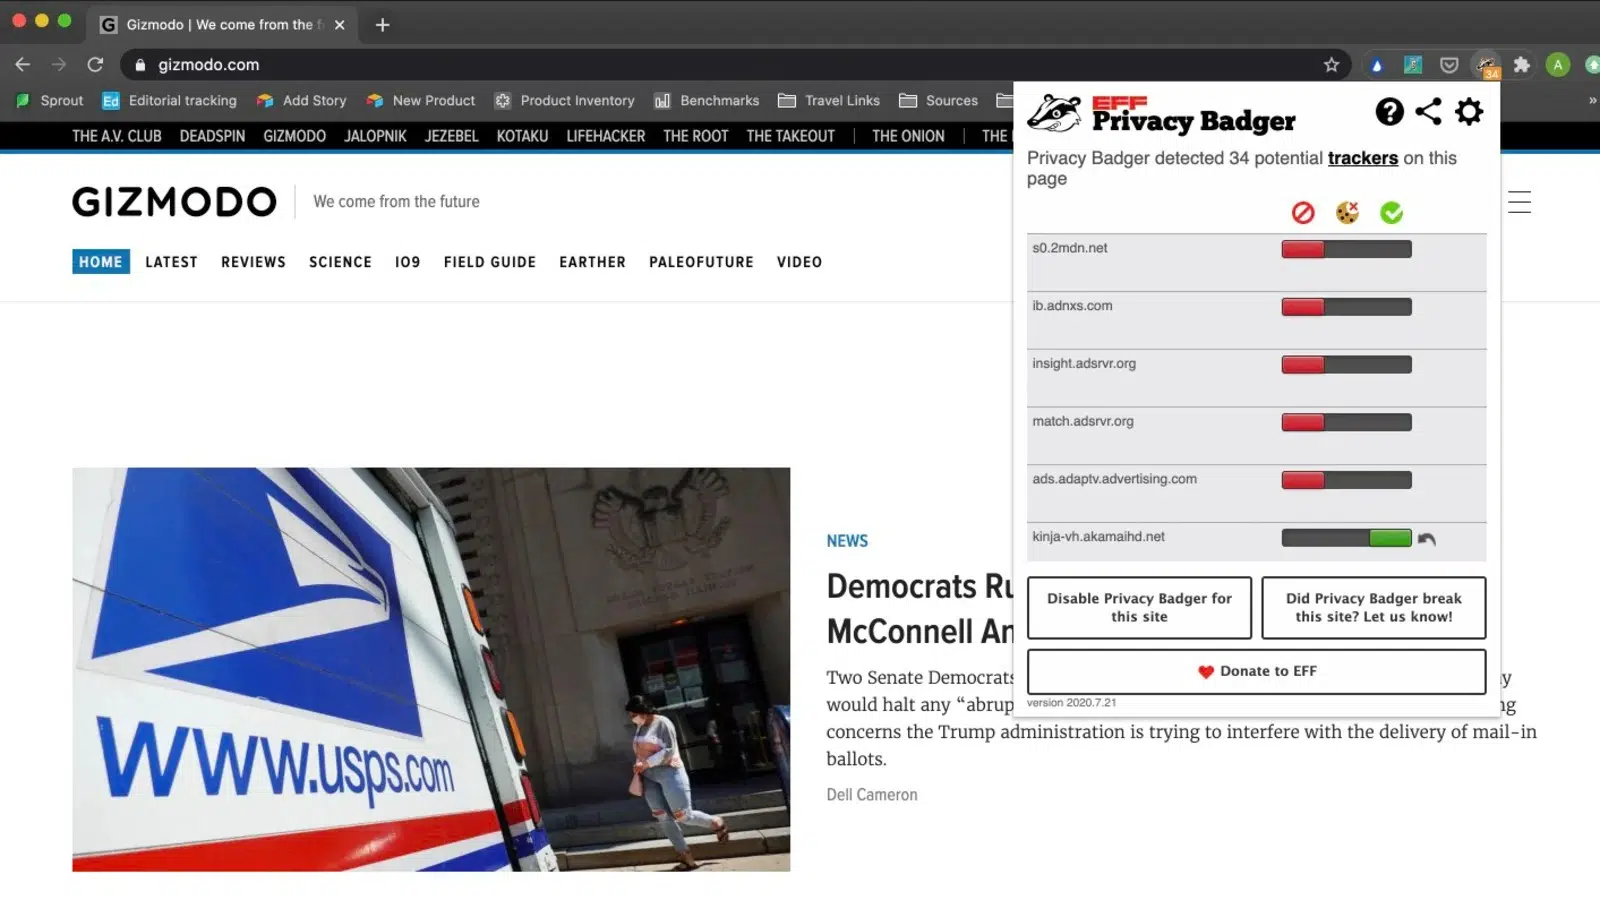 Gizmodo | We come from the f
gizmodo.com
34
A
Sprout
Ed Editorial tracking
Add Story
New Product
Product Inventory
Benchmarks
Travel Links
Sources
»
THE A.V. CLUB DEADSPIN GIZMODO JALOPNIK JEZEBEL KOTAKU LIFEHACKER THE ROOT THE TAKEOUT | THE ONION | THE
GIZMODO
We come from the future
HOME LATEST REVIEWS SCIENCE IO9 FIELD GUIDE EARTHER PALEOFUTURE VIDEO
EFF
Privacy Badger
Privacy Badger detected 34 potential trackers on this
page
s0.2mdn.net
ib.adnxs.com
insight.adsrvr.org
match.adsrvr.org
ads.adaptv.advertising.com
kinja-vh.akamaihd.net
Disable Privacy Badger for
this site
Did Privacy Badger break
this site? Let us know!
Donate to EFF
version 2020.7.21
www.usps.com
NEWS
Democrats Ru
McConnell An
Two Senate Democrats y
would halt any “abrup ng
concerns the Trump administration is trying to interfere with the delivery of mail-in
ballots.
Dell Cameron